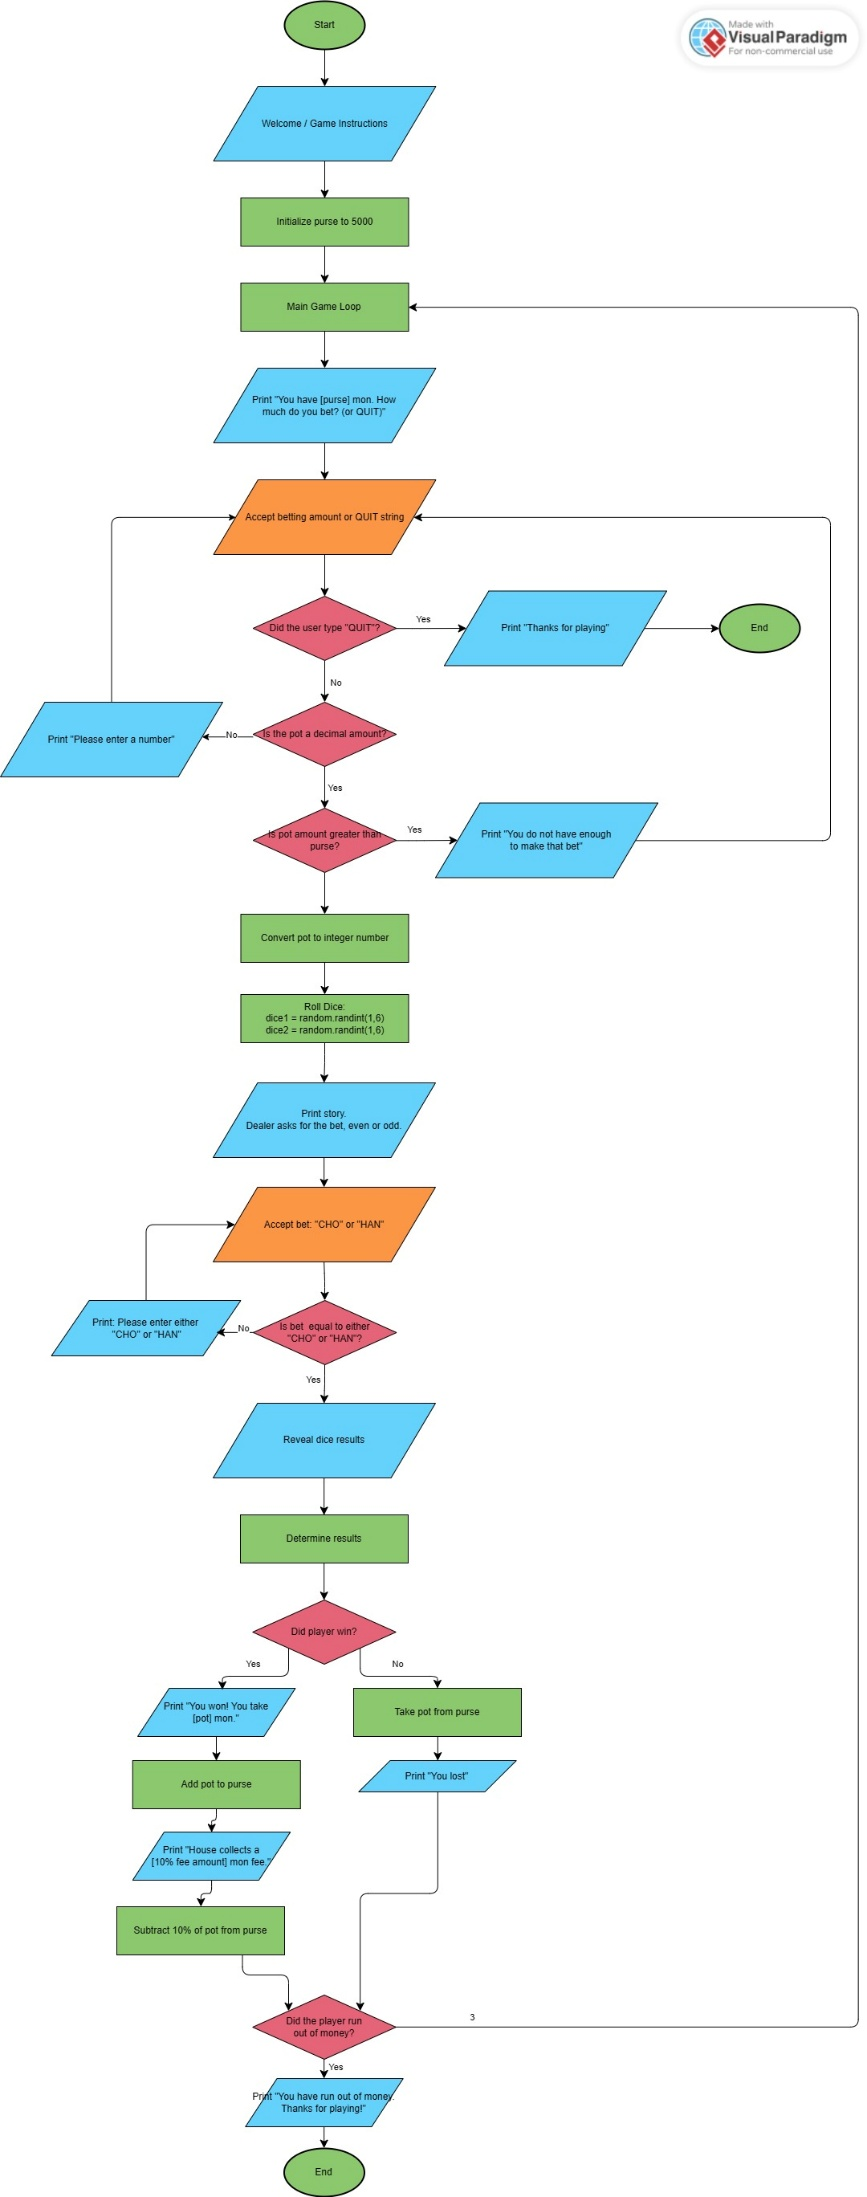 Start
Made with
Visual Paradigm
For non-commercial use
Welcome / Game Instructions
Initialize purse to 5000
Main Game Loop
Print "You have [purse] mon. How
much do you bet? (or QUIT)"
Accept betting amount or QUIT string
Did the user type "QUIT"?
Yes
Print "Thanks for playing"
End
No
Is the pot a decimal amount?
No
Print "Please enter a number"
Yes
Is pot amount greater than
purse?
Yes
Print "You do not have enough
to make that bet"
Convert pot to integer number
Roll Dice:
dice1 = random.randint(1,6)
dice2 = random.randint(1,6)
Print story.
Dealer asks for the bet, even or odd.
Accept bet: "CHO" or "HAN"
Is bet equal to either
"CHO" or "HAN"?
No
Print: Please enter either
"CHO" or "HAN"
Yes
Reveal dice results
Determine results
Did player win?
Yes
No
Print "You won! You take
[pot] mon."
Take pot from purse
Add pot to purse
Print "You lost"
Print "House collects a
[10% fee amount] mon fee."
Subtract 10% of pot from purse
Did the player run
out of money?
3
Yes
Print "You have run out of money.
Thanks for playing!"
End